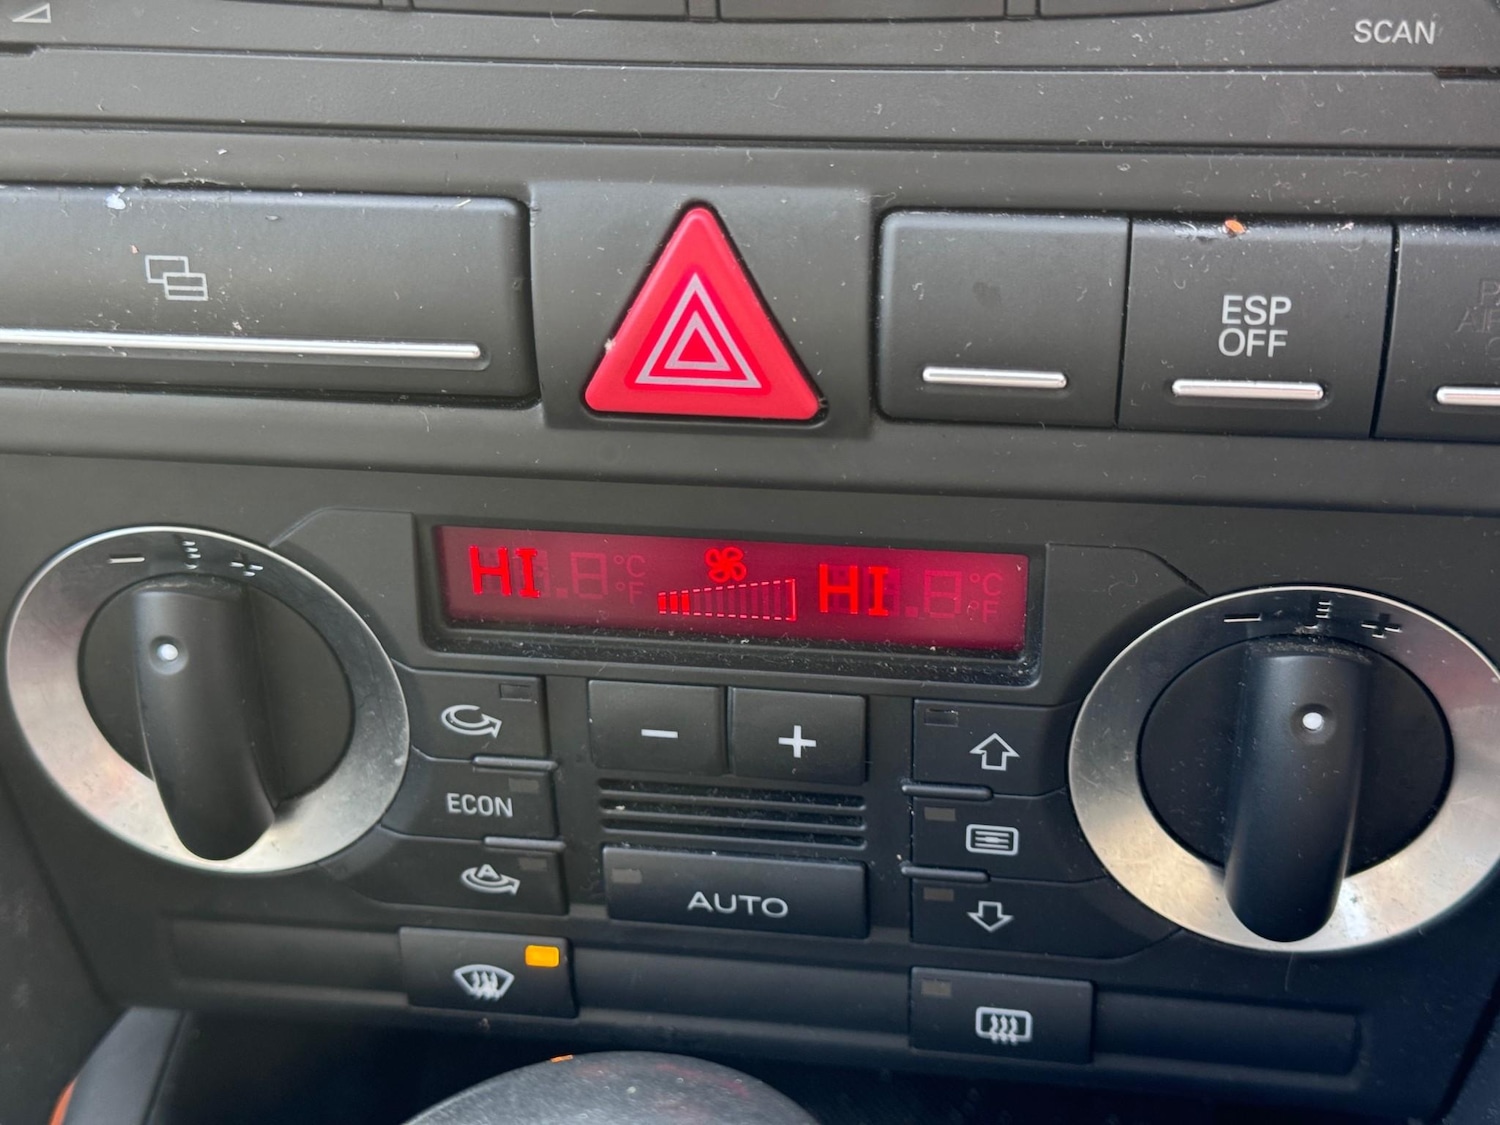 SCAN
ESP
OFF
HI °C
°F
HI °C
°F
− +
− +
− +
ECON
A
AUTO